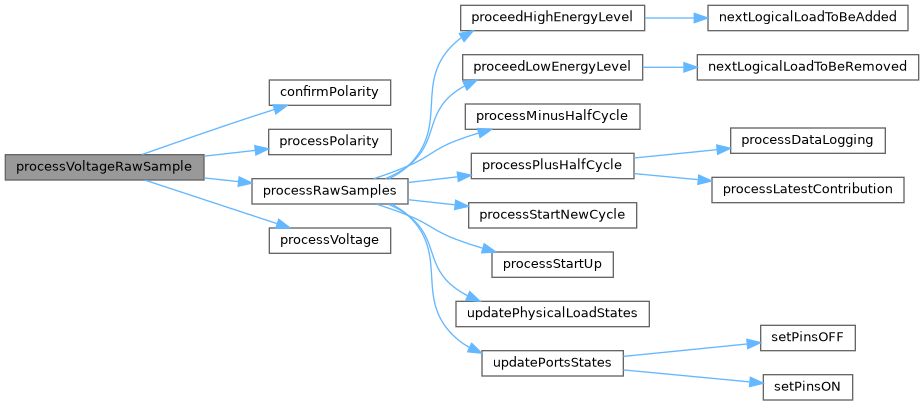 processVoltageRawSample
confirmPolarity
processPolarity
processRawSamples
processVoltage
proceedHighEnergyLevel
nextLogicalLoadToBeAdded
proceedLowEnergyLevel
nextLogicalLoadToBeRemoved
processMinusHalfCycle
processPlusHalfCycle
processDataLogging
processLatestContribution
processStartNewCycle
processStartUp
updatePhysicalLoadStates
updatePortsStates
setPinsOFF
setPinsON